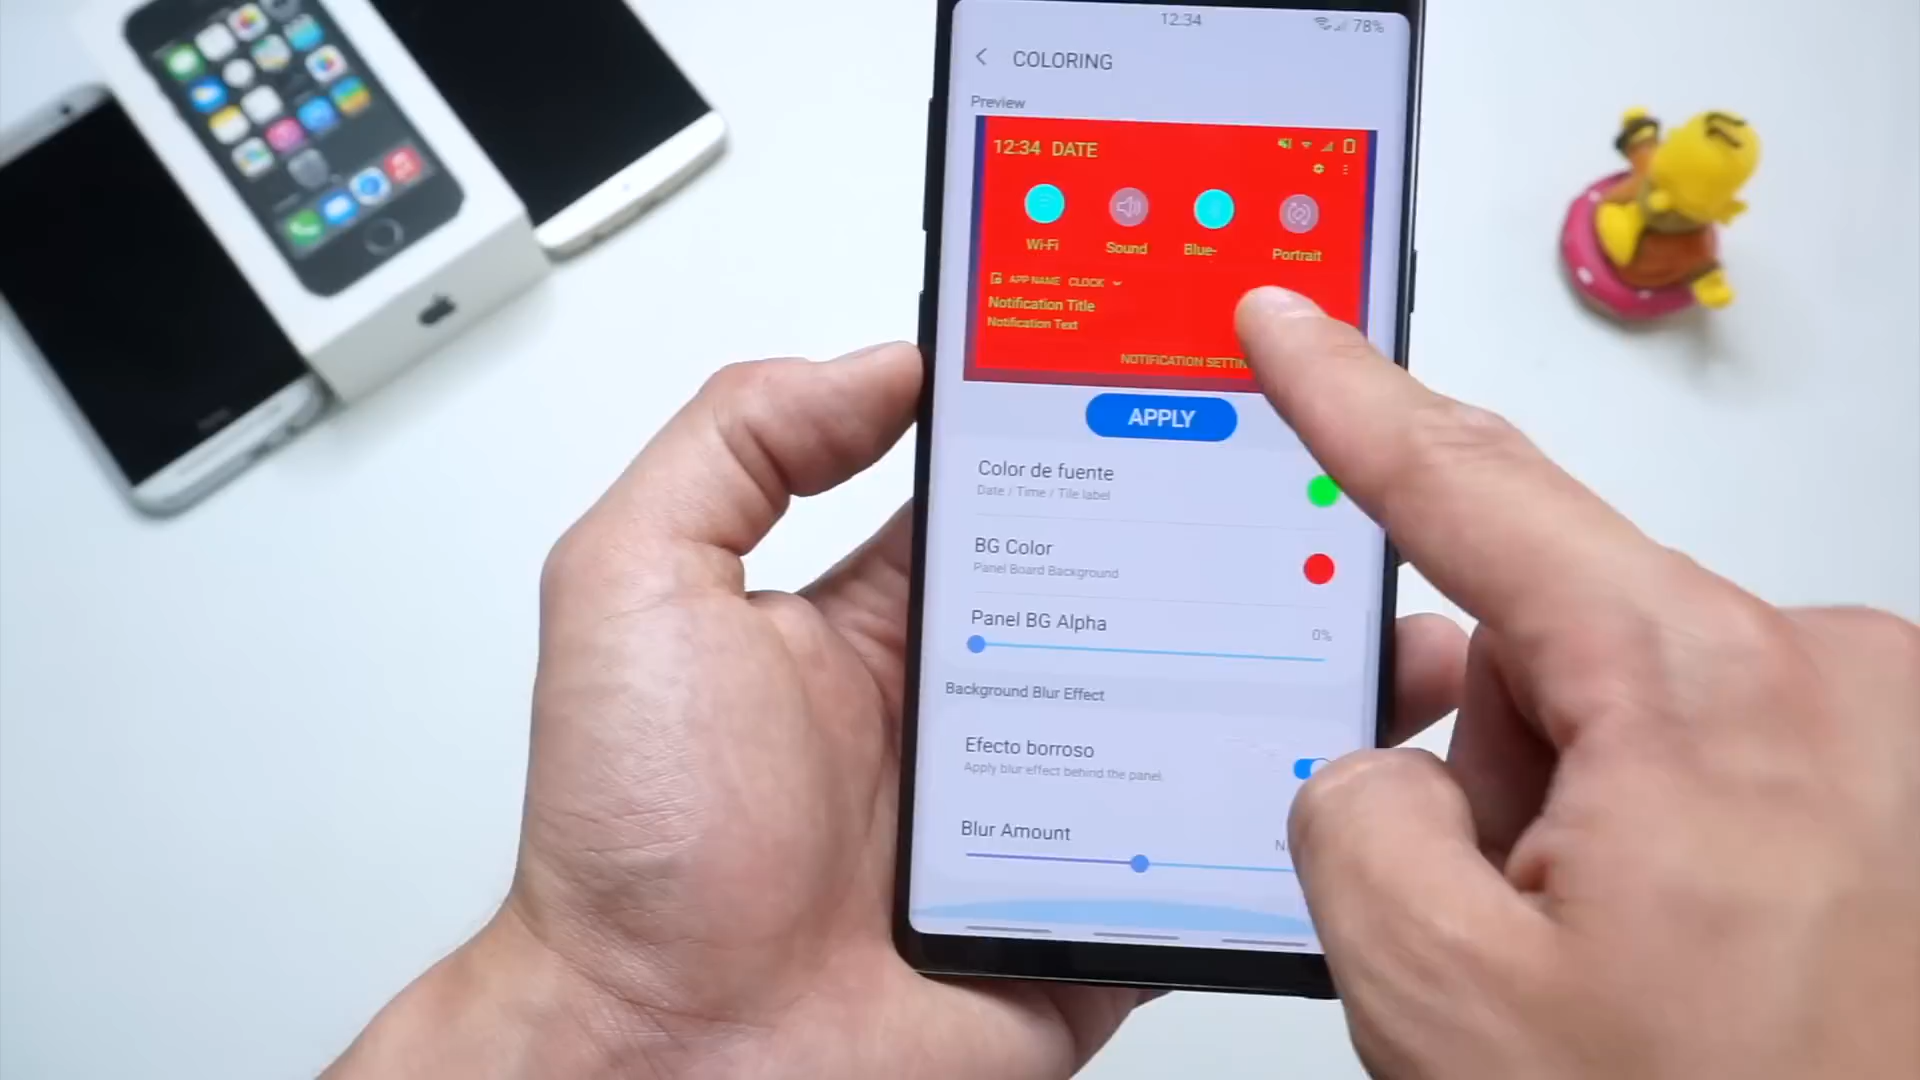 12:34
78%
COLORING
Preview
12:34 DATE
Wi-Fi
Sound
Blue-
Portrait
APP NAME CLOCK
Notification Title
Notification Text
NOTIFICATION SETTIN
APPLY
Color de fuente
Date / Time / Tile label
BG Color
Panel Board Background
Panel BG Alpha
0%
Background Blur Effect
Efecto borroso
Apply blur effect behind the panel.
Blur Amount